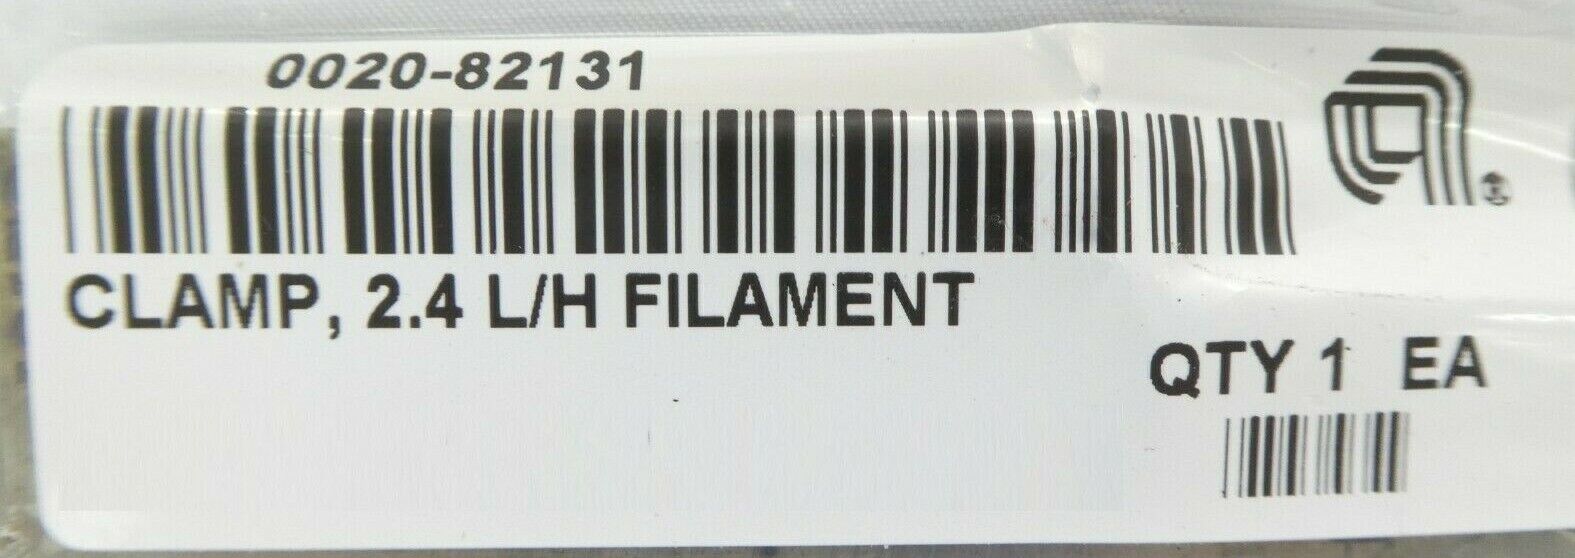 0020-82131
CLAMP, 2.4 L/H FILAMENT
QTY 1 EA